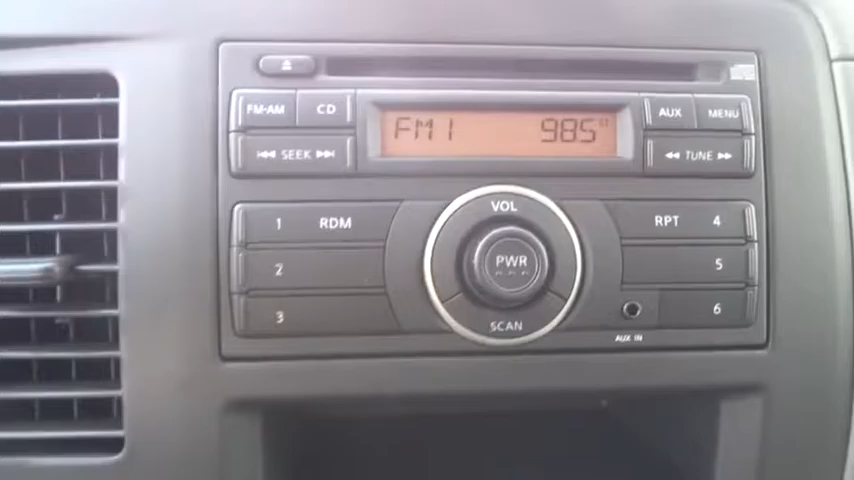 FM•AM CD
FM1 985 ST
AUX MENU
SEEK
TUNE
VOL
1 RDM
RPT 4
2
PWR
5
3
6
SCAN
AUX IN